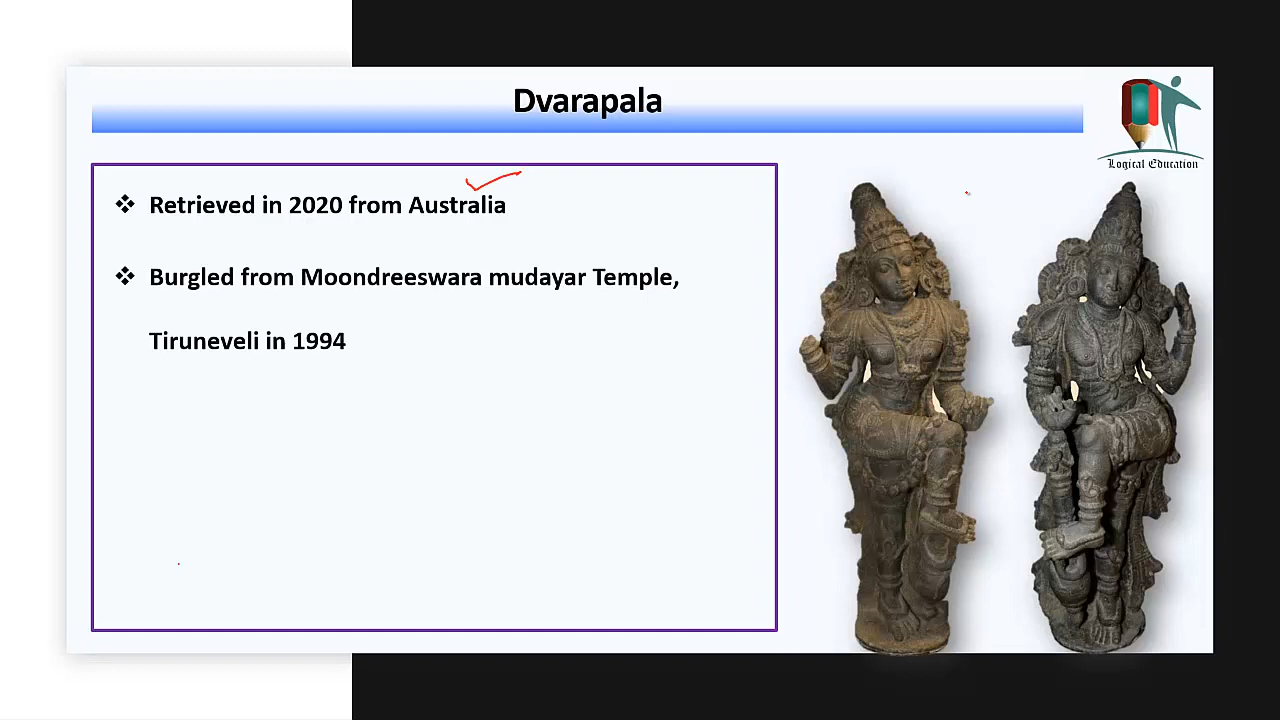 Dvarapala
Logical Education
❖ Retrieved in 2020 from Australia
❖ Burgled from Moondreeswara mudayar Temple,
Tiruneveli in 1994